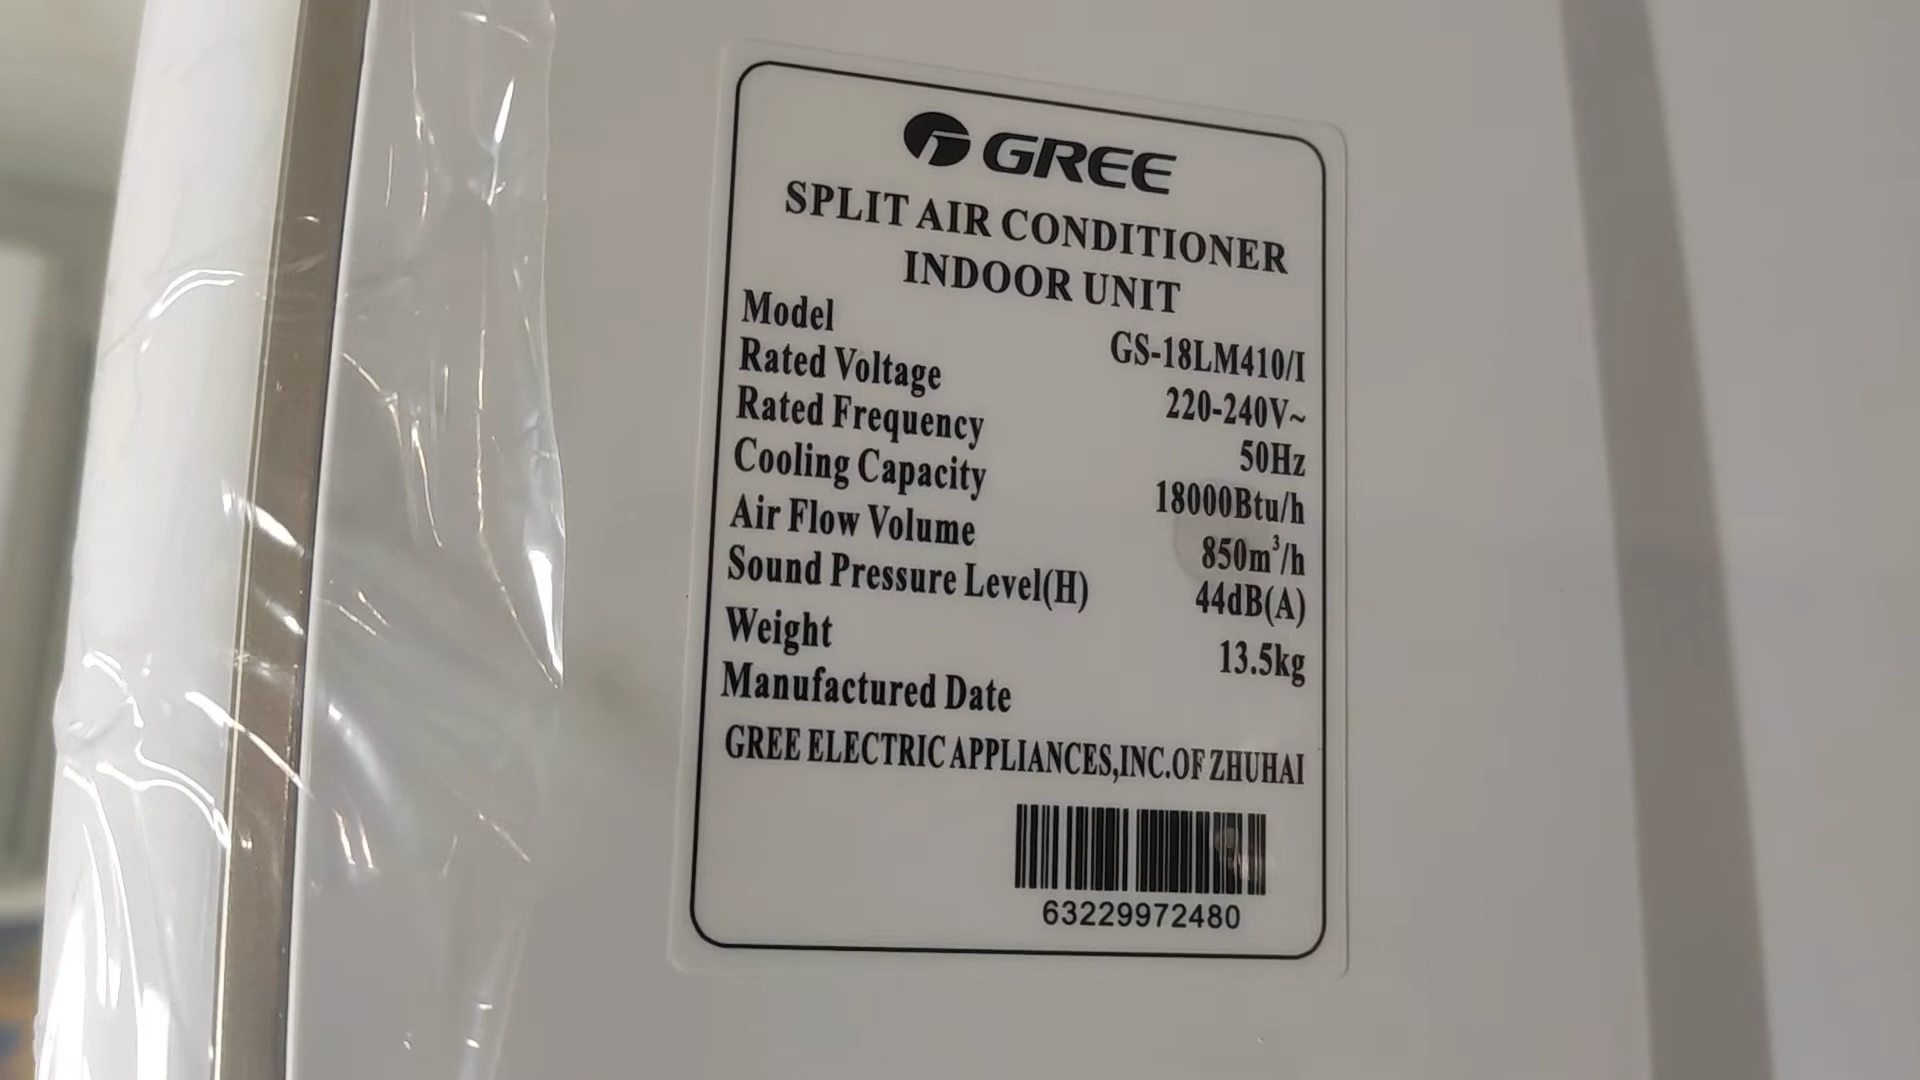 GREE
SPLIT AIR CONDITIONER
INDOOR UNIT
Model GS-18LM410/I
Rated Voltage 220-240V~
Rated Frequency 50Hz
Cooling Capacity 18000Btu/h
Air Flow Volume 850m³/h
Sound Pressure Level(H) 44dB(A)
Weight 13.5kg
Manufactured Date
GREE ELECTRIC APPLIANCES,INC.OF ZHUHAI
63229972480